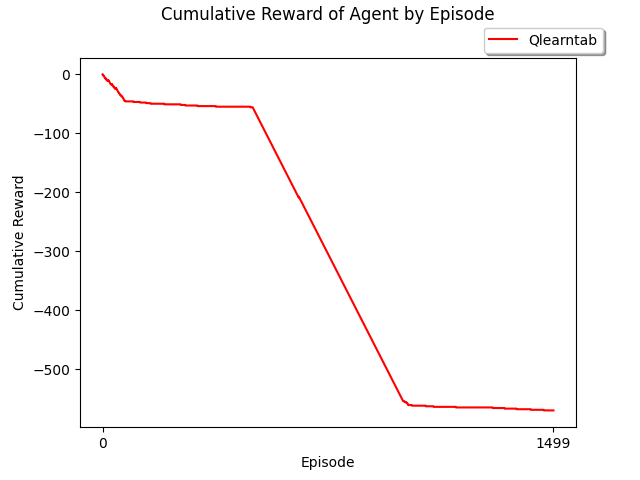 Cumulative Reward of Agent by Episode
Qlearntab
0
−100
−200
−300
−400
−500
Cumulative Reward
0 1499
Episode